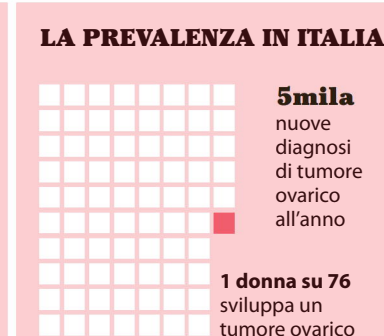 LA PREVALENZA IN ITALIA
5mila
nuove
diagnosi
di tumore
ovarico
all'anno
1 donna su 76
sviluppa un
tumore ovarico